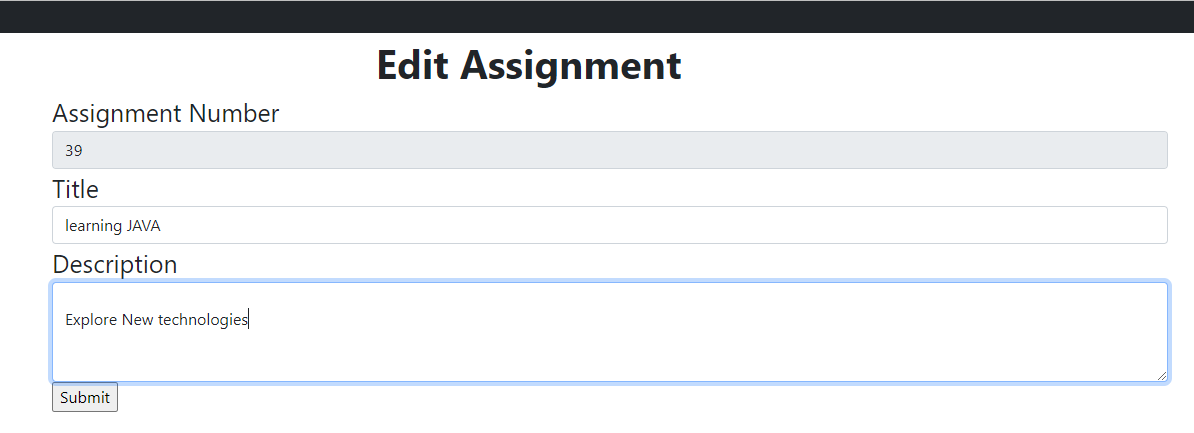 Edit Assignment
Assignment Number
39
Title
learning JAVA
Description
Explore New technologies
Submit